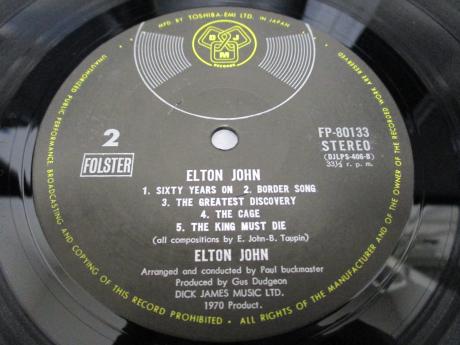 MFD BY TOSHIBA-EMI LTD. IN JAPAN
DJM
RECORDS
2
FOLSTER
FP-80133
STEREO
(DJLPS-406-B)
33⅓ r. p. m.
ELTON JOHN
1. SIXTY YEARS ON 2. BORDER SONG
3. THE GREATEST DISCOVERY
4. THE CAGE
5. THE KING MUST DIE
(all compositions by E. John-B. Taupin)
ELTON JOHN
Arranged and conducted by Paul buckmaster
Produced by Gus Dudgeon
DICK JAMES MUSIC LTD.
1970 Product.
UNAUTHORIZED PUBLIC PERFORMANCE, BROADCASTING AND COPYING OF THIS RECORD PROHIBITED · ALL RIGHTS OF THE MANUFACTURER AND OF THE OWNER OF THE RECORDED WORK ARE RESERVED